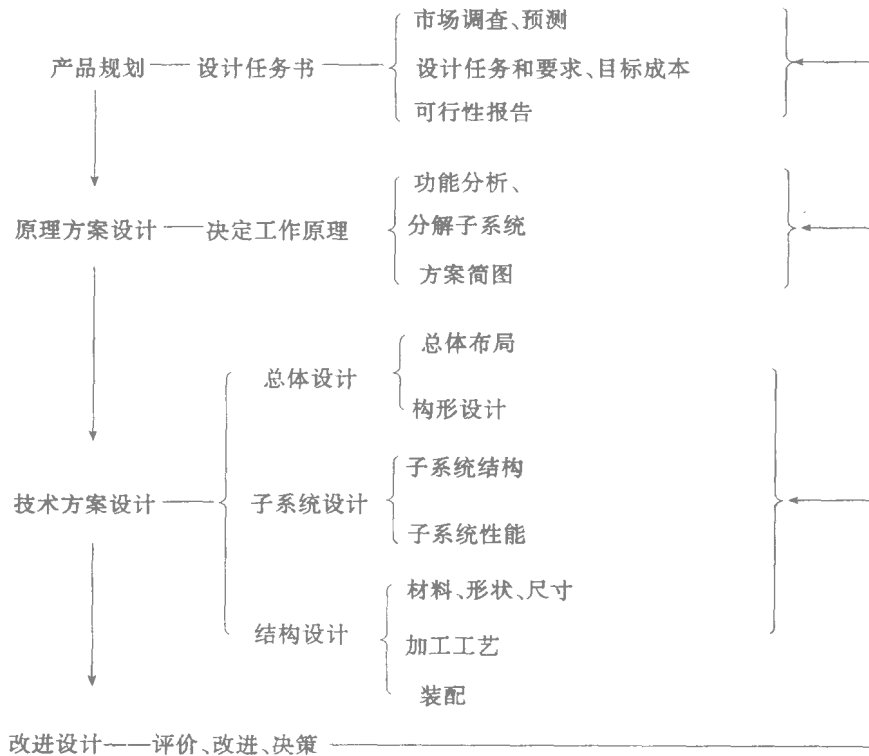 市场调查、预测
产品规划——设计任务书
设计任务和要求、目标成本
可行性报告
功能分析、
原理方案设计——决定工作原理
分解子系统
方案简图
总体布局
总体设计
构形设计
子系统结构
技术方案设计
子系统设计
子系统性能
材料、形状、尺寸
结构设计
加工工艺
装配
改进设计——评价、改进、决策